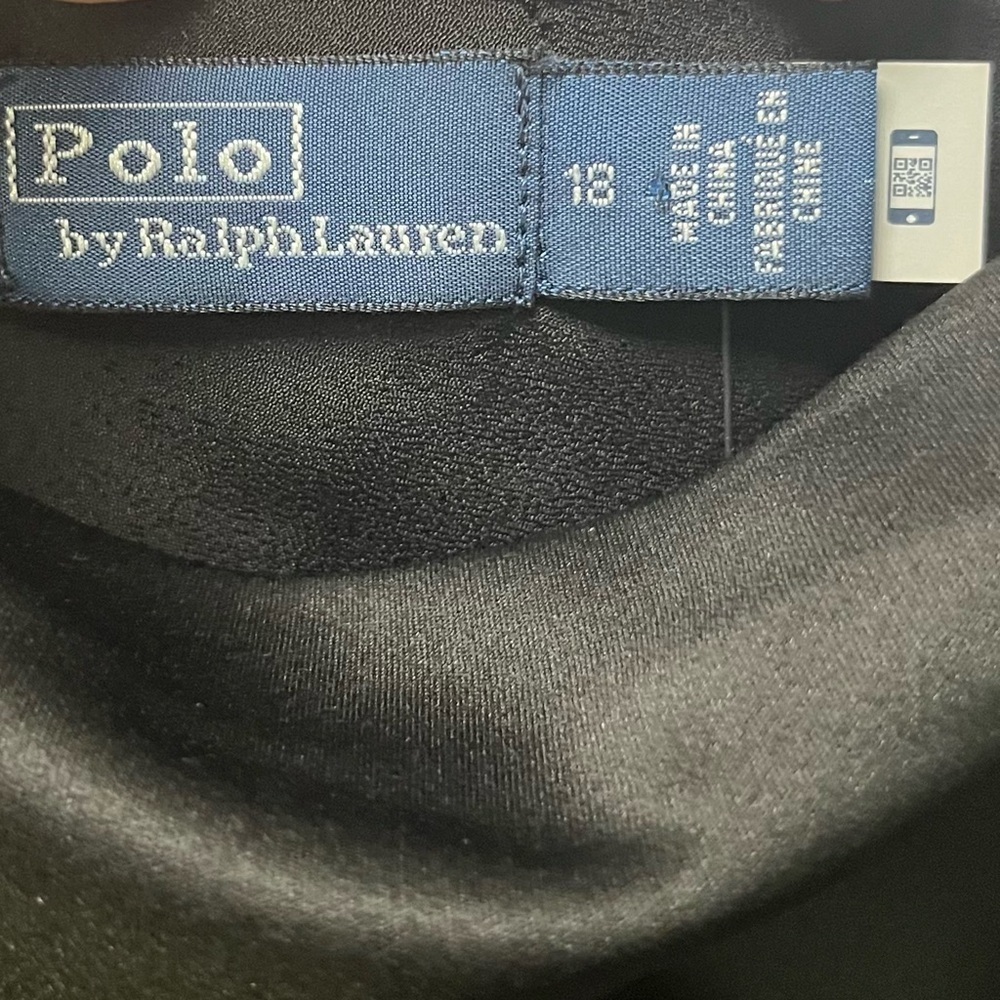 Polo
by Ralph Lauren
18
MADE IN
CHINA
FABRIQUÉ EN
CHINE